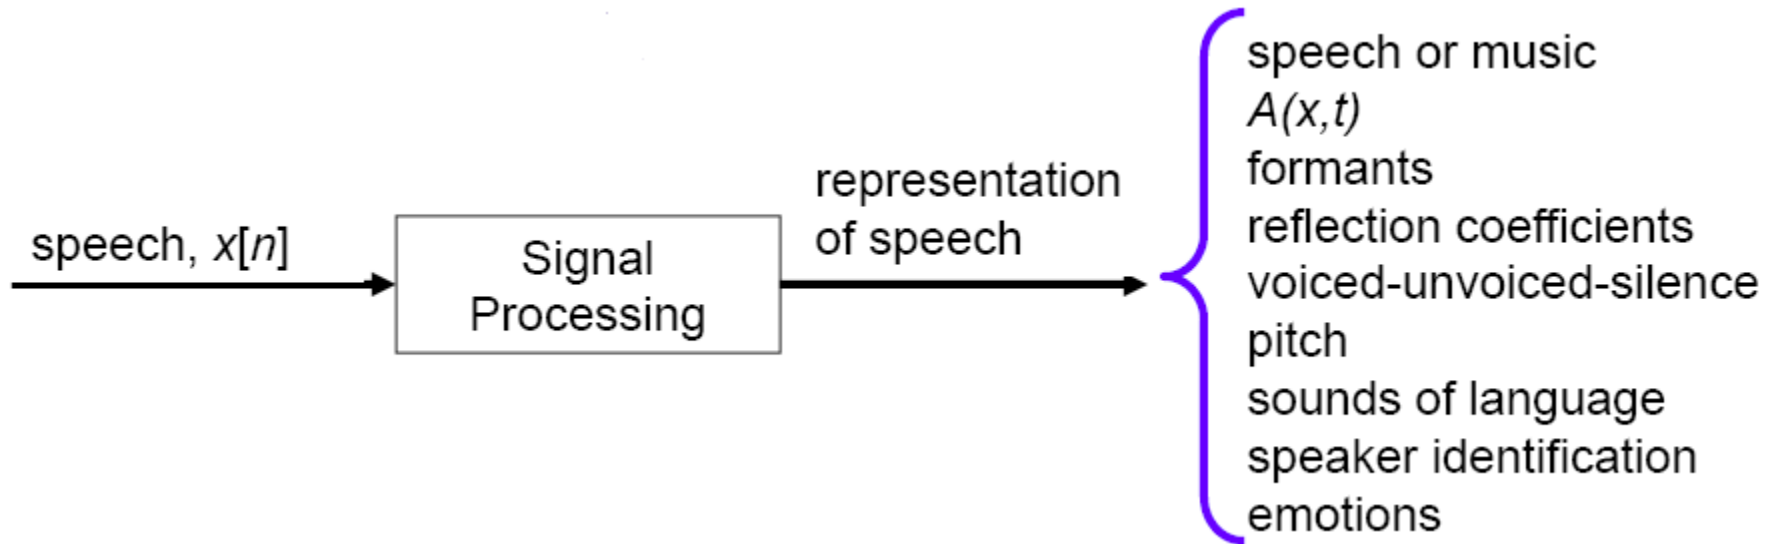 speech, x[n]
Signal
Processing
representation
of speech
speech or music
A(x,t)
formants
reflection coefficients
voiced-unvoiced-silence
pitch
sounds of language
speaker identification
emotions